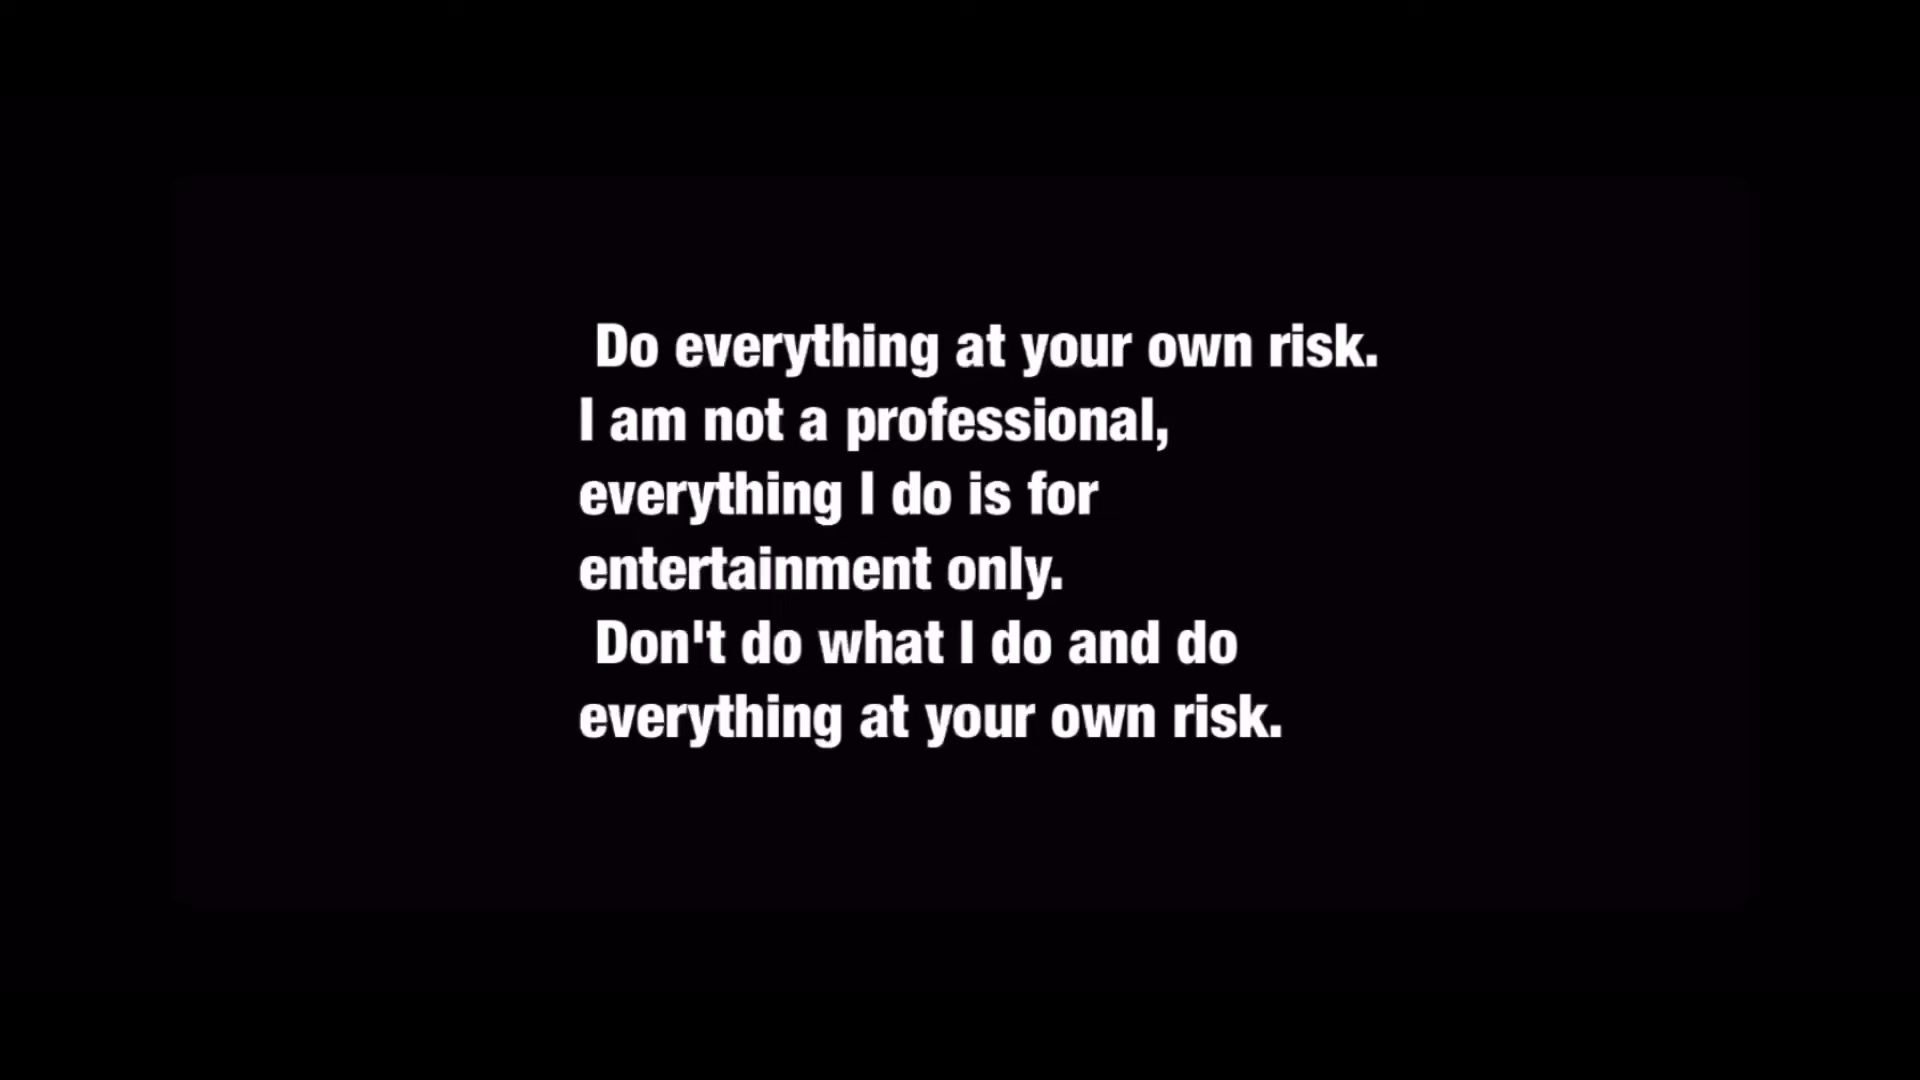 Do everything at your own risk.
I am not a professional,
everything I do is for
entertainment only.
Don't do what I do and do
everything at your own risk.